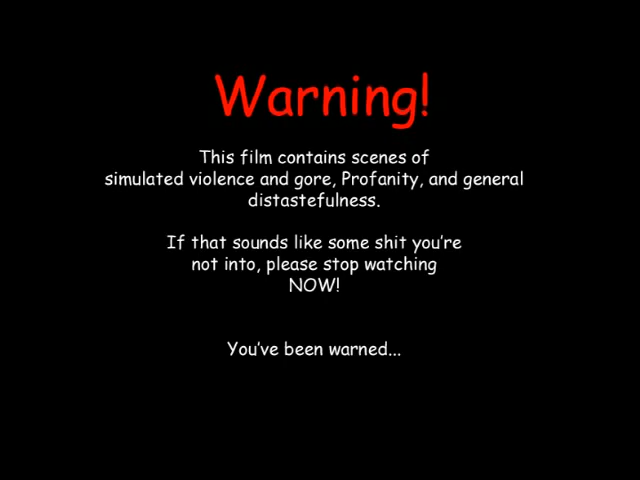 Warning!
This film contains scenes of
simulated violence and gore, Profanity, and general
distastefulness.
If that sounds like some shit you're
not into, please stop watching
NOW!
You've been warned...